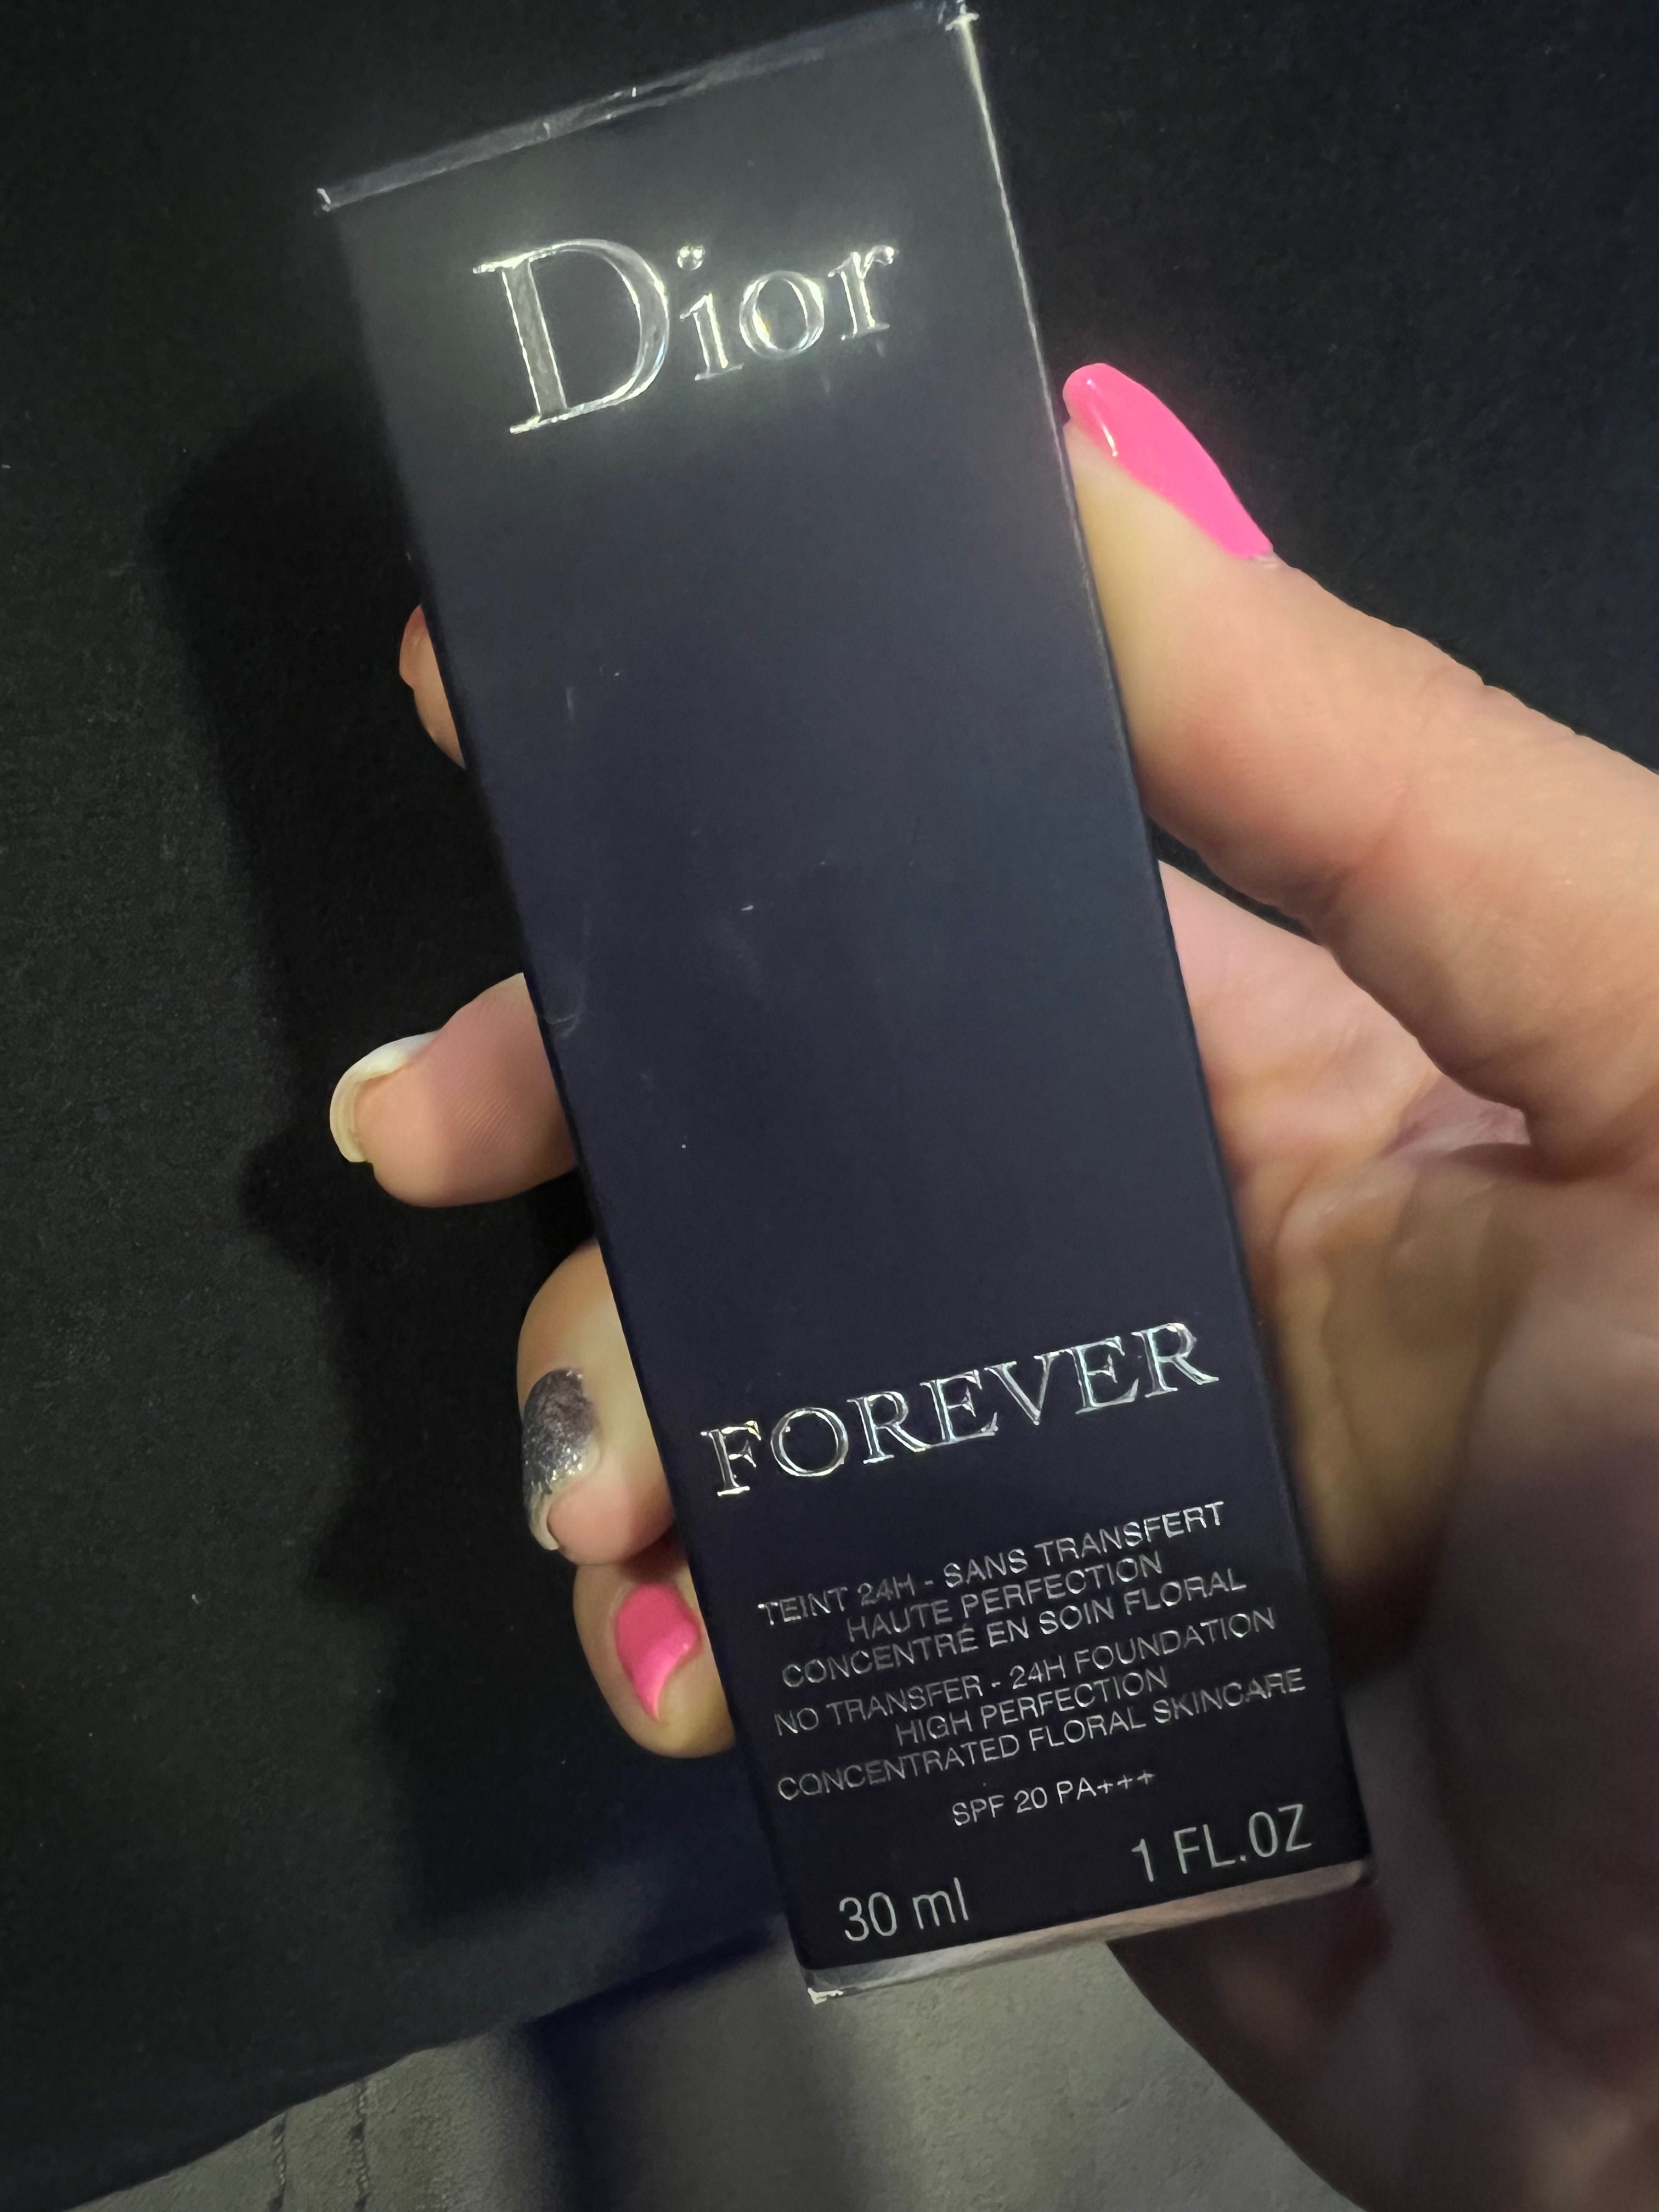 Dior
FOREVER
TEINT 24H - SANS TRANSFERT
HAUTE PERFECTION
CONCENTRÉ EN SOIN FLORAL
NO TRANSFER - 24H FOUNDATION
HIGH PERFECTION
CONCENTRATED FLORAL SKINCARE
SPF 20 PA+++
30 ml 1 FL.OZ